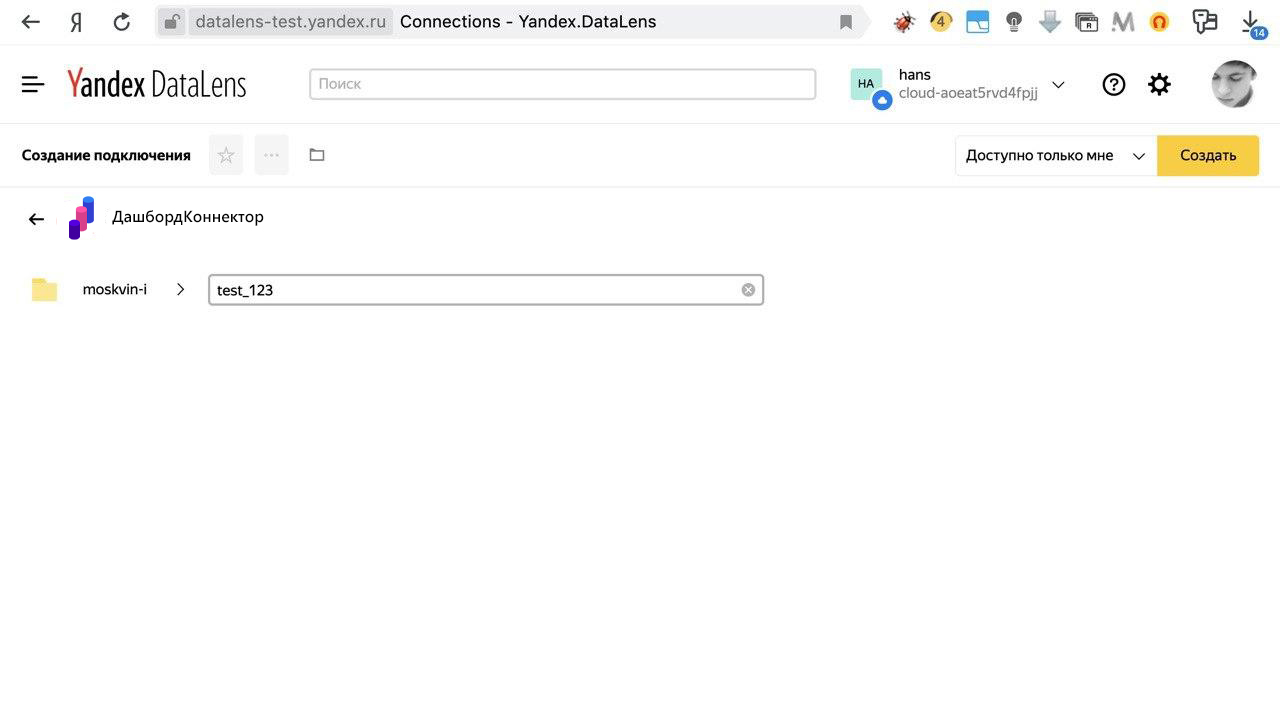 Я datalens-test.yandex.ru Connections - Yandex.DataLens 4 R M 14
Yandex DataLens Поиск HA hans
cloud-aoeat5rvd4fpjj
Создание подключения Доступно только мне Создать
ДашбордКоннектор
moskvin-i test_123